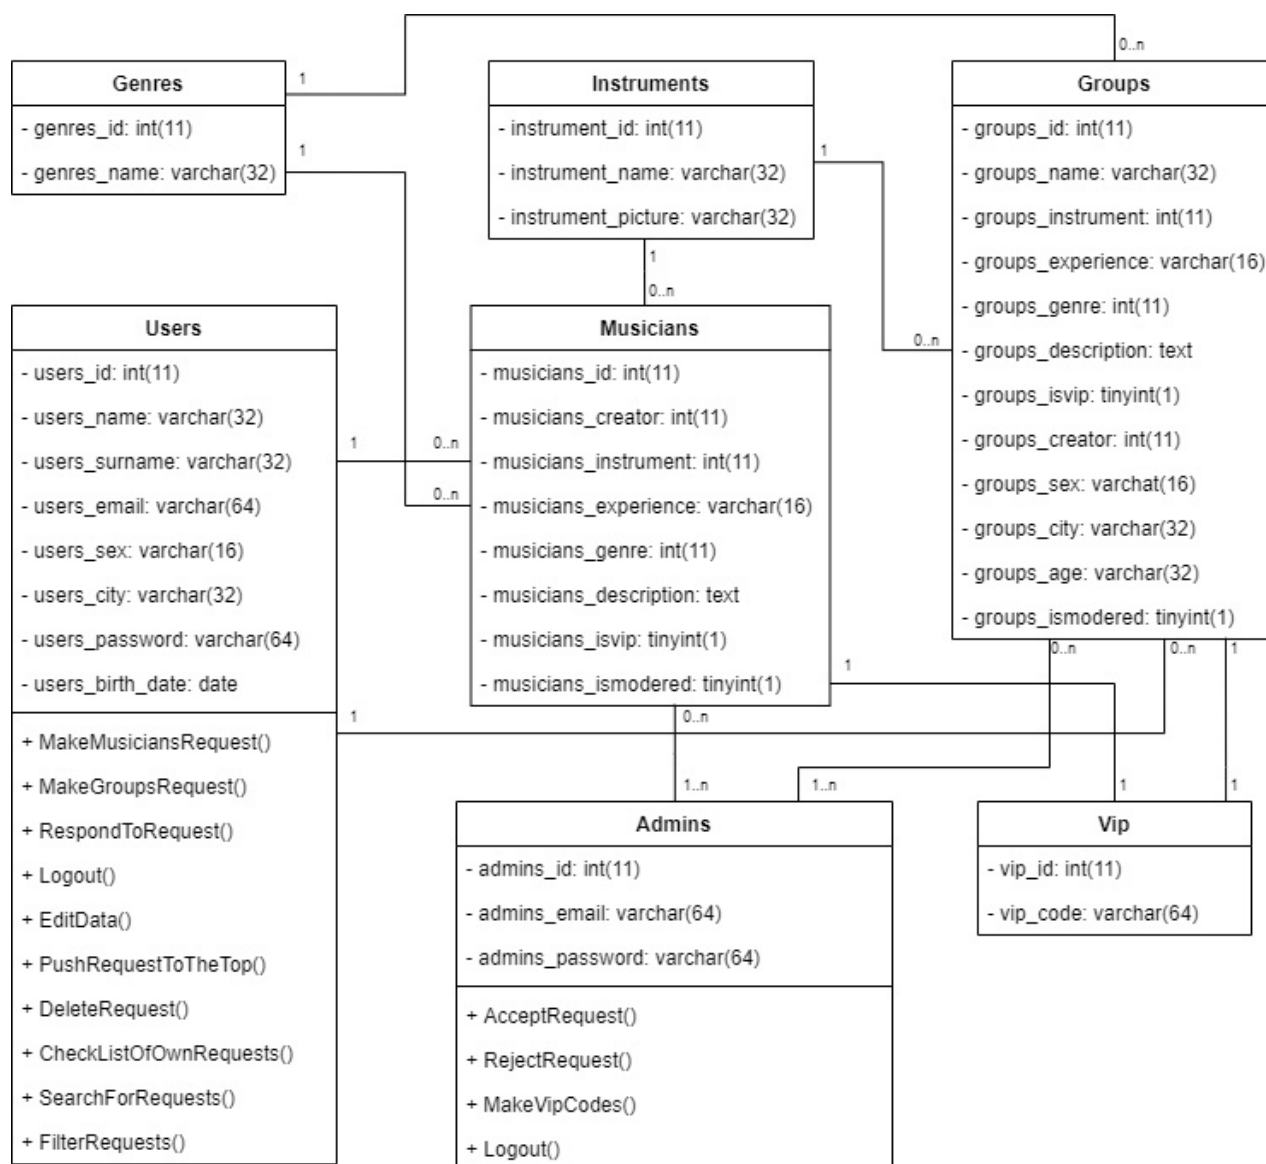 Genres
- genres_id: int(11)
- genres_name: varchar(32)
1
1
Instruments
- instrument_id: int(11)
- instrument_name: varchar(32)
- instrument_picture: varchar(32)
1
1
0..n
0..n
Groups
- groups_id: int(11)
- groups_name: varchar(32)
- groups_instrument: int(11)
- groups_experience: varchar(16)
- groups_genre: int(11)
- groups_description: text
- groups_isvip: tinyint(1)
- groups_creator: int(11)
- groups_sex: varchat(16)
- groups_city: varchar(32)
- groups_age: varchar(32)
- groups_ismodered: tinyint(1)
0..n
0..n
0..n
1
Users
- users_id: int(11)
- users_name: varchar(32)
- users_surname: varchar(32)
- users_email: varchar(64)
- users_sex: varchar(16)
- users_city: varchar(32)
- users_password: varchar(64)
- users_birth_date: date
+ MakeMusiciansRequest()
+ MakeGroupsRequest()
+ RespondToRequest()
+ Logout()
+ EditData()
+ PushRequestToTheTop()
+ DeleteRequest()
+ CheckListOfOwnRequests()
+ SearchForRequests()
+ FilterRequests()
1
0..n
0..n
1
Musicians
- musicians_id: int(11)
- musicians_creator: int(11)
- musicians_instrument: int(11)
- musicians_experience: varchar(16)
- musicians_genre: int(11)
- musicians_description: text
- musicians_isvip: tinyint(1)
- musicians_ismodered: tinyint(1)
1
0..n
1..n
1..n
1
1
Admins
- admins_id: int(11)
- admins_email: varchar(64)
- admins_password: varchar(64)
+ AcceptRequest()
+ RejectRequest()
+ MakeVipCodes()
+ Logout()
Vip
- vip_id: int(11)
- vip_code: varchar(64)